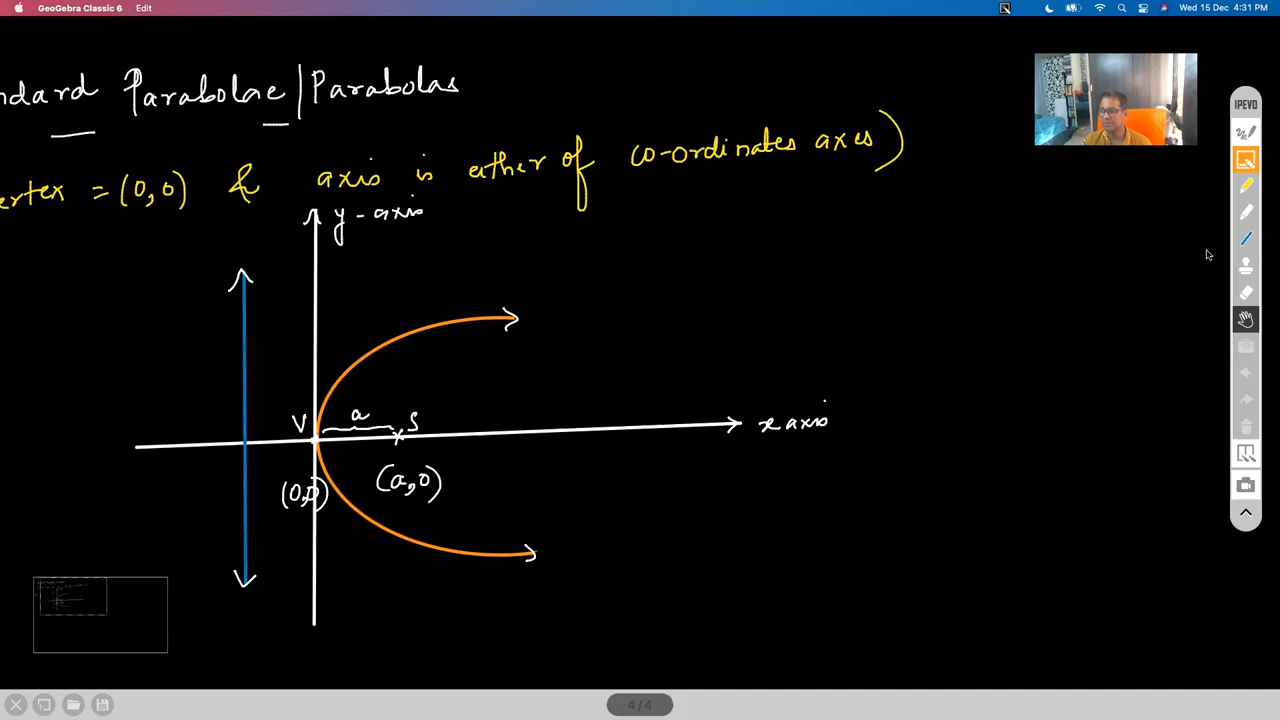 GeoGebra Classic 6 Edit Wed 15 Dec 4:31 PM
ndard Parabolae | Parabolas
IPEVO
ertex = (0,0) & axis is either of co-ordinates axes)
y-axis
a
V S
x axis
(0,0) (a,0)
4 / 4